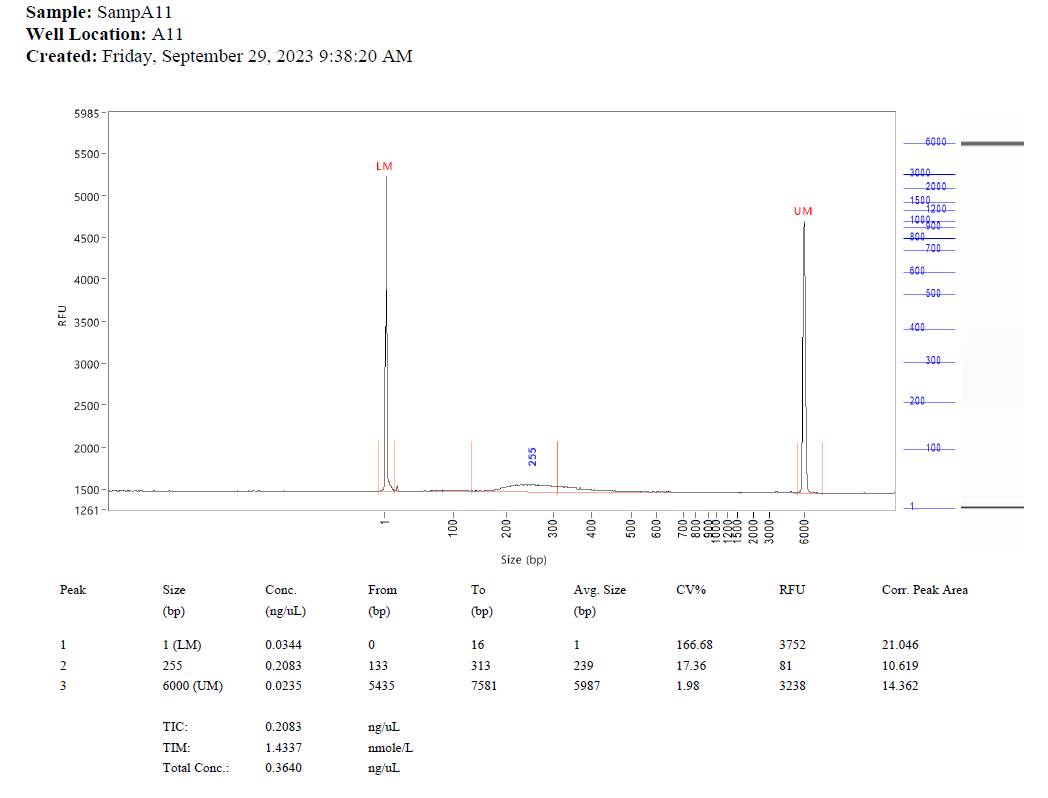 Sample: SampA11
Well Location: A11
Created: Friday, September 29, 2023 9:38:20 AM
5985
5500
5000
4500
4000
3500
3000
2500
2000
1500
1261
RFU
LM
255
UM
1 100 200 300 400 500 600 700 800 900 1000 1200 1500 2000 3000 6000
Size (bp)
6000
3000
2000
1500
1200
1000
900
800
700
600
500
400
300
200
100
1
Peak Size Conc. From To Avg. Size CV% RFU Corr. Peak Area
(bp) (ng/uL) (bp) (bp) (bp)
1 1 (LM) 0.0344 0 16 1 166.68 3752 21.046
2 255 0.2083 133 313 239 17.36 81 10.619
3 6000 (UM) 0.0235 5435 7581 5987 1.98 3238 14.362
TIC: 0.2083 ng/uL
TIM: 1.4337 nmole/L
Total Conc.: 0.3640 ng/uL